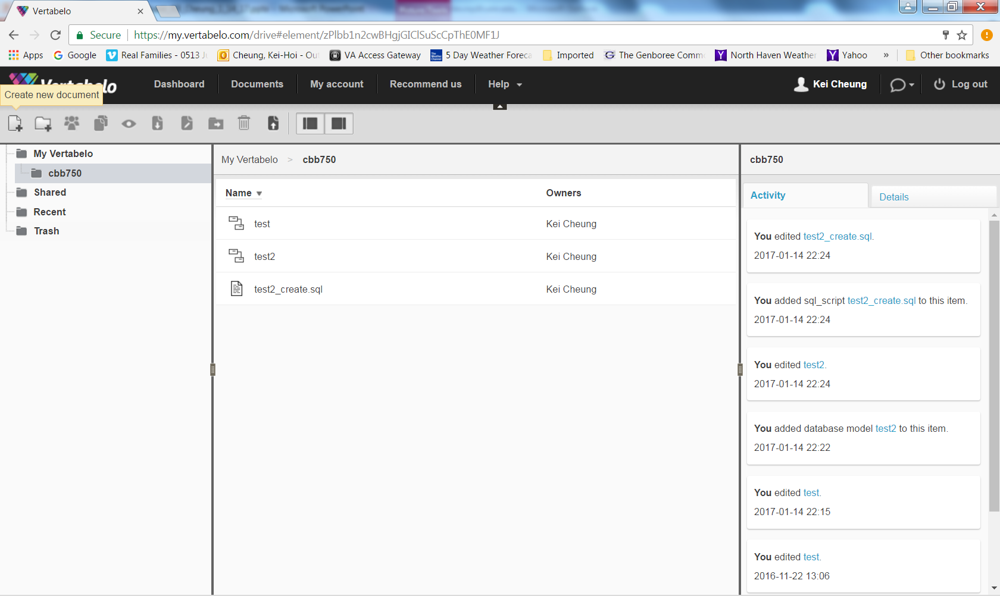 Vertabelo
Secure
https://my.vertabelo.com/drive#element/zPlbb1n2cwBHgjGIClSuScCpThE0MF1J
Apps
Google
Real Families - 0513
Cheung, Kei-Hoi - Ou
VA Access Gateway
5 Day Weather Foreca
Imported
The Genboree Comm
North Haven Weather
Yahoo
»
Other bookmarks
Dashboard
Documents
My account
Recommend us
Help
Kei Cheung
Log out
Create new document
My Vertabelo
cbb750
Shared
Recent
Trash
My Vertabelo > cbb750
Name
Owners
test
Kei Cheung
test2
Kei Cheung
test2_create.sql
Kei Cheung
cbb750
Activity
Details
You edited test2_create.sql.
2017-01-14 22:24
You added sql_script test2_create.sql to this item.
2017-01-14 22:24
You edited test2.
2017-01-14 22:24
You added database model test2 to this item.
2017-01-14 22:22
You edited test.
2017-01-14 22:15
You edited test.
2016-11-22 13:06